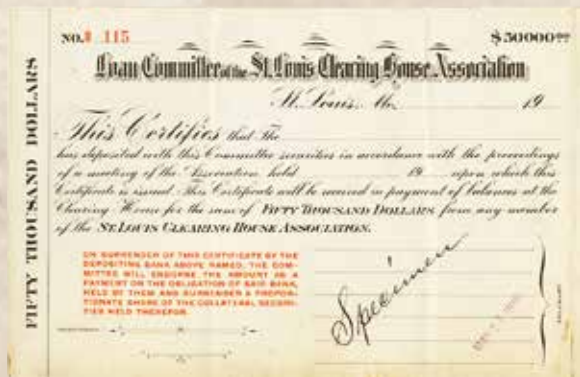 NO. 115
$50000 00
Loan Committee of the St. Louis Clearing House Association
St. Louis, Mo. 19
This Certifies that The
has deposited with this Committee securities in accordance with the proceedings
of a meeting of the Association held 19 upon which this
Certificate is issued. This Certificate will be received in payment of balances at the
Clearing House for the sum of FIFTY THOUSAND DOLLARS, from any member
of the ST. LOUIS CLEARING HOUSE ASSOCIATION.
FIFTY THOUSAND DOLLARS
ON SURRENDER OF THIS CERTIFICATE BY THE
DEPOSITING BANK ABOVE NAMED, THE COM-
MITTEE WILL ENDORSE THE AMOUNT AS A
PAYMENT ON THE OBLIGATION OF SAID BANK,
HELD BY THEM AND SURRENDER A PROPOR-
TIONATE SHARE OF THE COLLATERAL SECURI-
TIES HELD THEREFOR.
Specimen